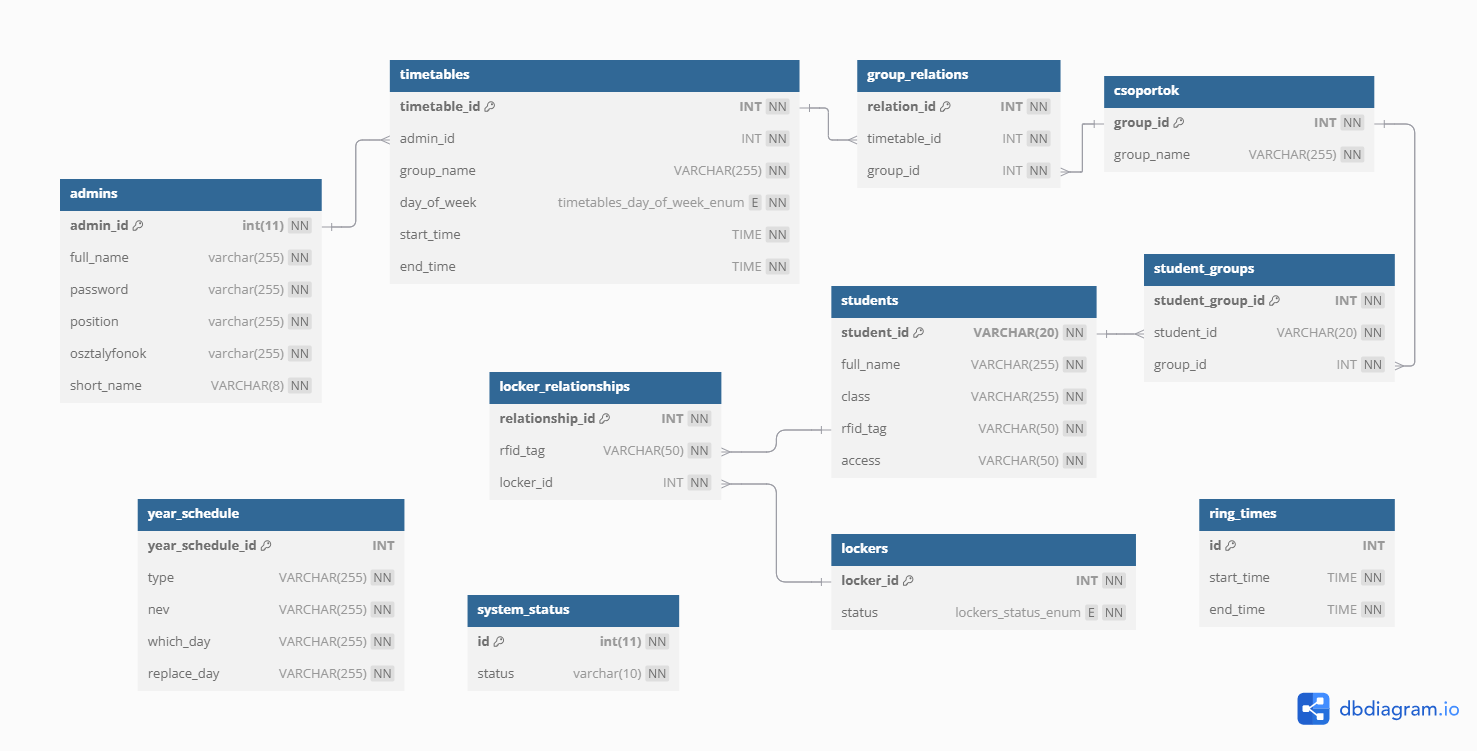 timetables
timetable_id INT NN
admin_id INT NN
group_name VARCHAR(255) NN
day_of_week timetables_day_of_week_enum E NN
start_time TIME NN
end_time TIME NN
group_relations
relation_id INT NN
timetable_id INT NN
group_id INT NN
csoportok
group_id INT NN
group_name VARCHAR(255) NN
admins
admin_id int(11) NN
full_name varchar(255) NN
password varchar(255) NN
position varchar(255) NN
osztalyfonok varchar(255) NN
short_name VARCHAR(8) NN
student_groups
student_group_id INT NN
student_id VARCHAR(20) NN
group_id INT NN
students
student_id VARCHAR(20) NN
full_name VARCHAR(255) NN
class VARCHAR(255) NN
rfid_tag VARCHAR(50) NN
access VARCHAR(50) NN
locker_relationships
relationship_id INT NN
rfid_tag VARCHAR(50) NN
locker_id INT NN
year_schedule
year_schedule_id INT
type VARCHAR(255) NN
nev VARCHAR(255) NN
which_day VARCHAR(255) NN
replace_day VARCHAR(255) NN
system_status
id int(11) NN
status varchar(10) NN
lockers
locker_id INT NN
status lockers_status_enum E NN
ring_times
id INT
start_time TIME NN
end_time TIME NN
dbdiagram.io